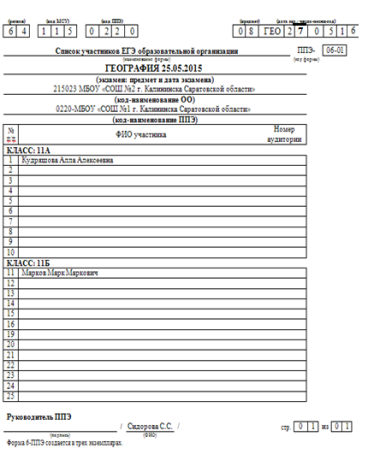 (регион) (код МСУ) (код ППЭ) (предмет) (дата экз.: число-месяц-год)
6 4 1 1 5 0 2 2 0 0 8 ГЕО 2 7 0 5 1 6
Список участников ЕГЭ образовательной организации ППЭ- 06-01
(наименование формы) (код формы)
ГЕОГРАФИЯ 25.05.2015
(экзамен: предмет и дата экзамена)
215023 МБОУ «СОШ №2 г. Калининска Саратовской области»
(код-наименование ОО)
0220-МБОУ «СОШ №1 г. Калининска Саратовской области»
(код-наименование ППЭ)
№ п.п. ФИО участника Номер аудитории
КЛАСС: 11А
1 Кудряшова Алла Алексеевна
2
3
4
5
6
7
8
9
10
КЛАСС: 11Б
11 Марков Марк Маркович
12
13
14
15
16
19
20
21
22
23
24
25
Руководитель ППЭ
/ Сидорова С.С. / стр. 0 1 из 0 1
(подпись) (ФИО)
Форма 6-ППЭ создается в трех экземплярах.